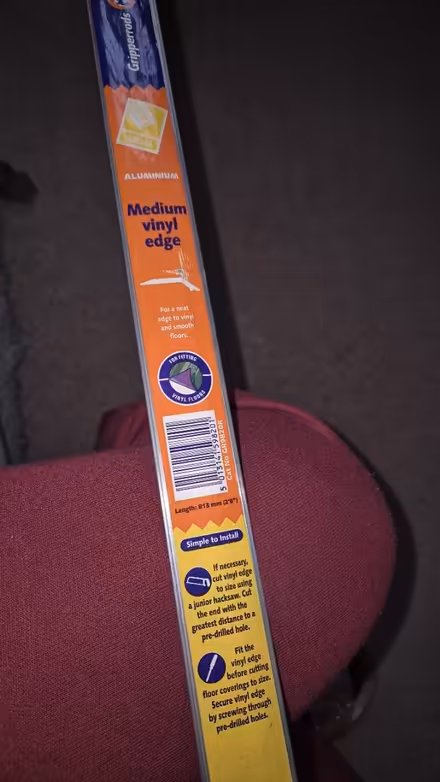 Gripperrods
ALUMINIUM
Medium
vinyl
edge
For a neat
edge to vinyl
and smooth
floors.
FOR FITTING
VINYL FLOORS
Length: 813 mm (2'8")
Simple to Install
If necessary,
cut vinyl edge
to size using
a junior hacksaw. Cut
the end with the
greatest distance to a
pre-drilled hole.
Fit the
vinyl edge
before cutting
floor coverings to size.
Secure vinyl edge
by screwing through
pre-drilled holes.